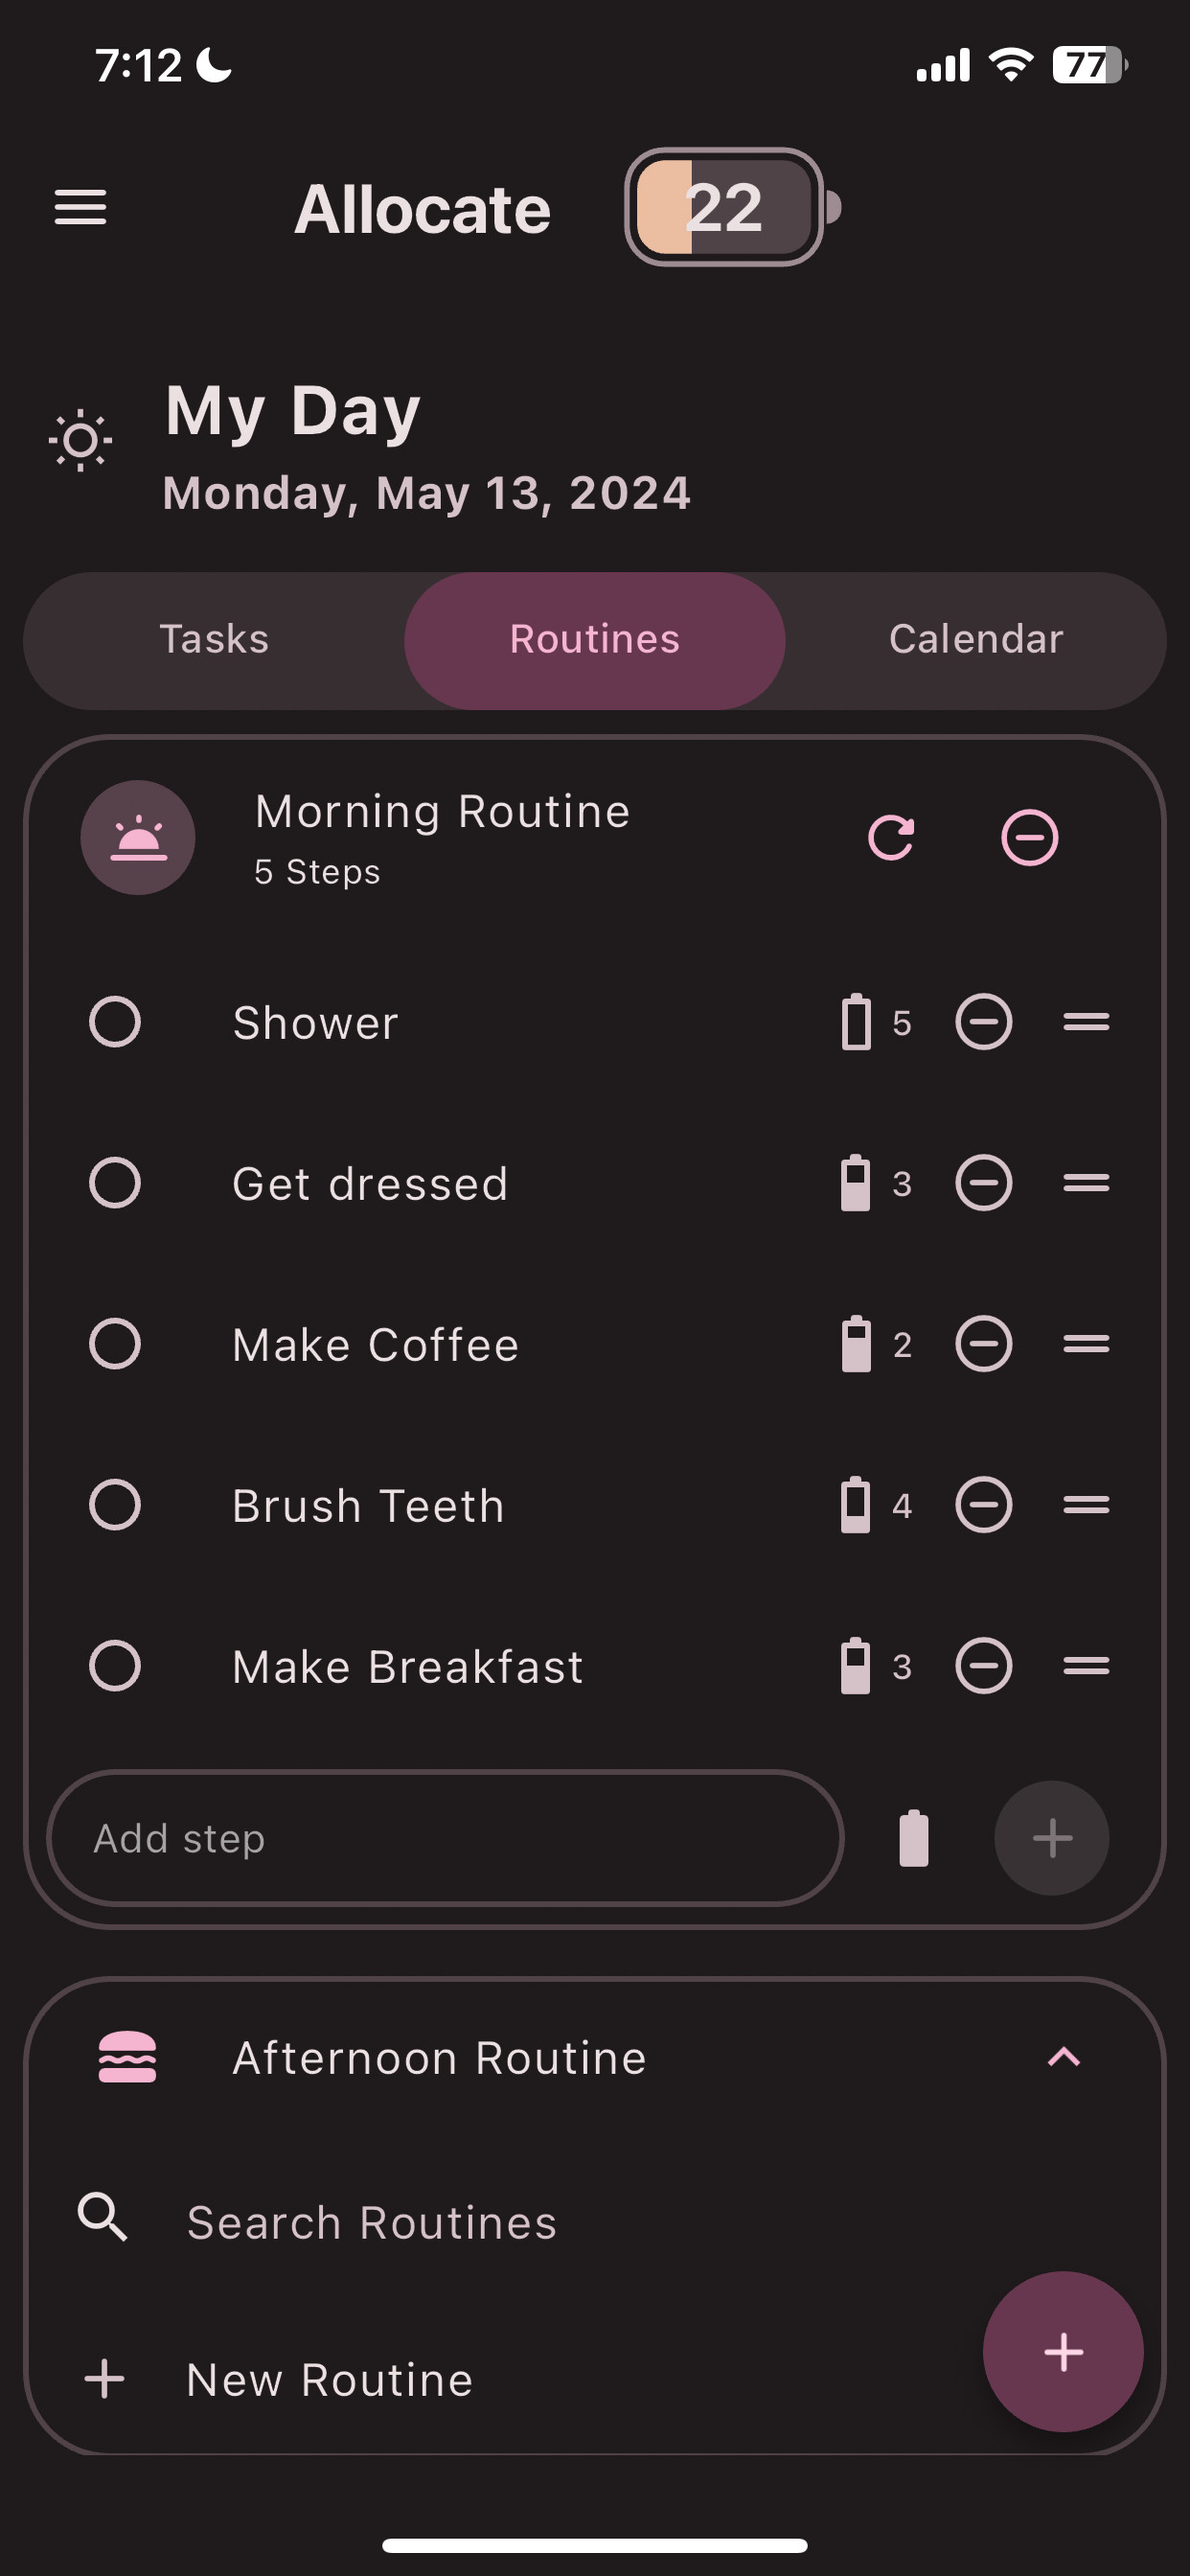 7:12 77
Allocate 22
My Day
Monday, May 13, 2024
Tasks Routines Calendar
Morning Routine
5 Steps
Shower 5
Get dressed 3
Make Coffee 2
Brush Teeth 4
Make Breakfast 3
Add step
Afternoon Routine
Search Routines
New Routine